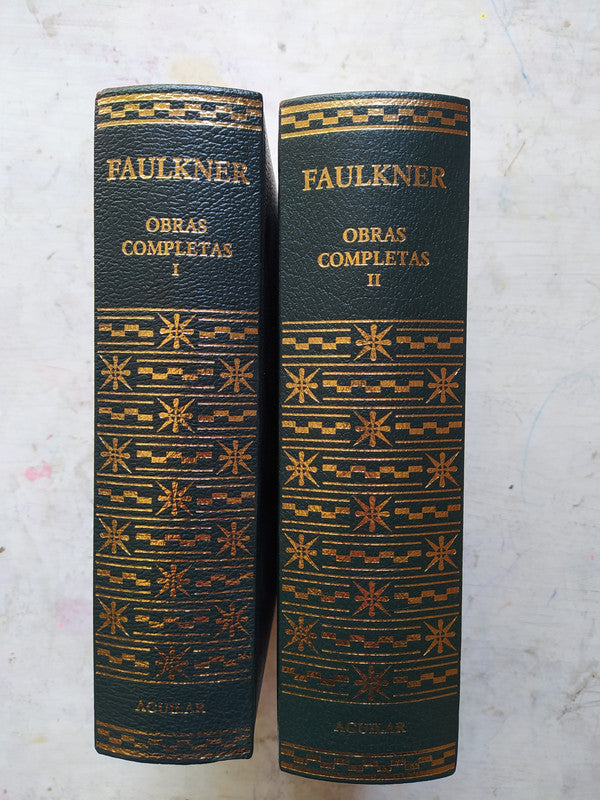 FAULKNER
OBRAS
COMPLETAS
I
AGUILAR
FAULKNER
OBRAS
COMPLETAS
II
AGUILAR